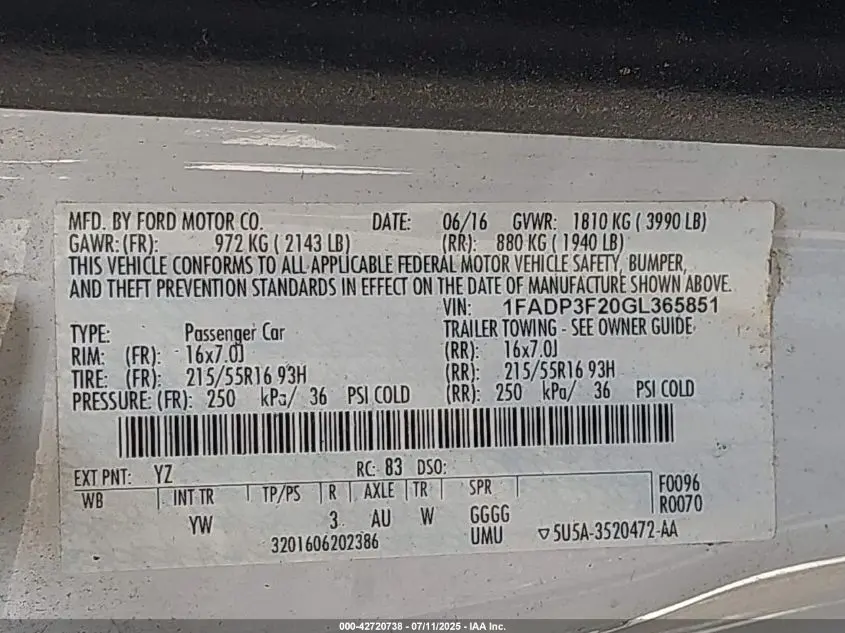 MFD. BY FORD MOTOR CO. DATE: 06/16 GVWR: 1810 KG ( 3990 LB)
GAWR: (FR): 972 KG ( 2143 LB) (RR): 880 KG ( 1940 LB)
THIS VEHICLE CONFORMS TO ALL APPLICABLE FEDERAL MOTOR VEHICLE SAFETY, BUMPER,
AND THEFT PREVENTION STANDARDS IN EFFECT ON THE DATE OF MANUFACTURE SHOWN ABOVE.
VIN: 1FADP3F20GL365851
TYPE: Passenger Car TRAILER TOWING - SEE OWNER GUIDE
RIM: (FR): 16x7.0J (RR): 16x7.0J
TIRE: (FR): 215/55R16 93H (RR): 215/55R16 93H
PRESSURE: (FR): 250 kPa/ 36 PSI COLD (RR): 250 kPa/ 36 PSI COLD
EXT PNT: YZ RC: 83 DSO:
WB INT TR TP/PS R AXLE TR SPR F0096
YW 3 AU W GGGG R0070
3201606202386 UMU 5U5A-3520472-AA
000-42720738 - 07/11/2025 - IAA Inc.